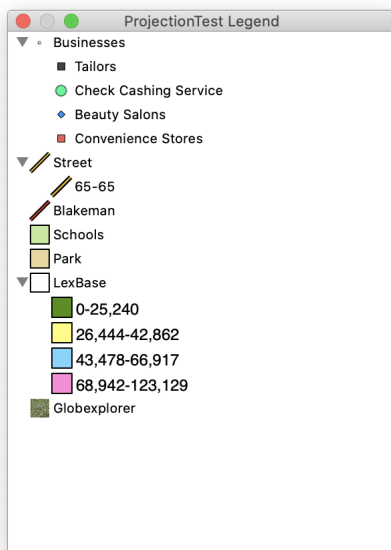 ProjectionTest Legend
Businesses
Tailors
Check Cashing Service
Beauty Salons
Convenience Stores
Street
65-65
Blakeman
Schools
Park
LexBase
0-25,240
26,444-42,862
43,478-66,917
68,942-123,129
Globexplorer